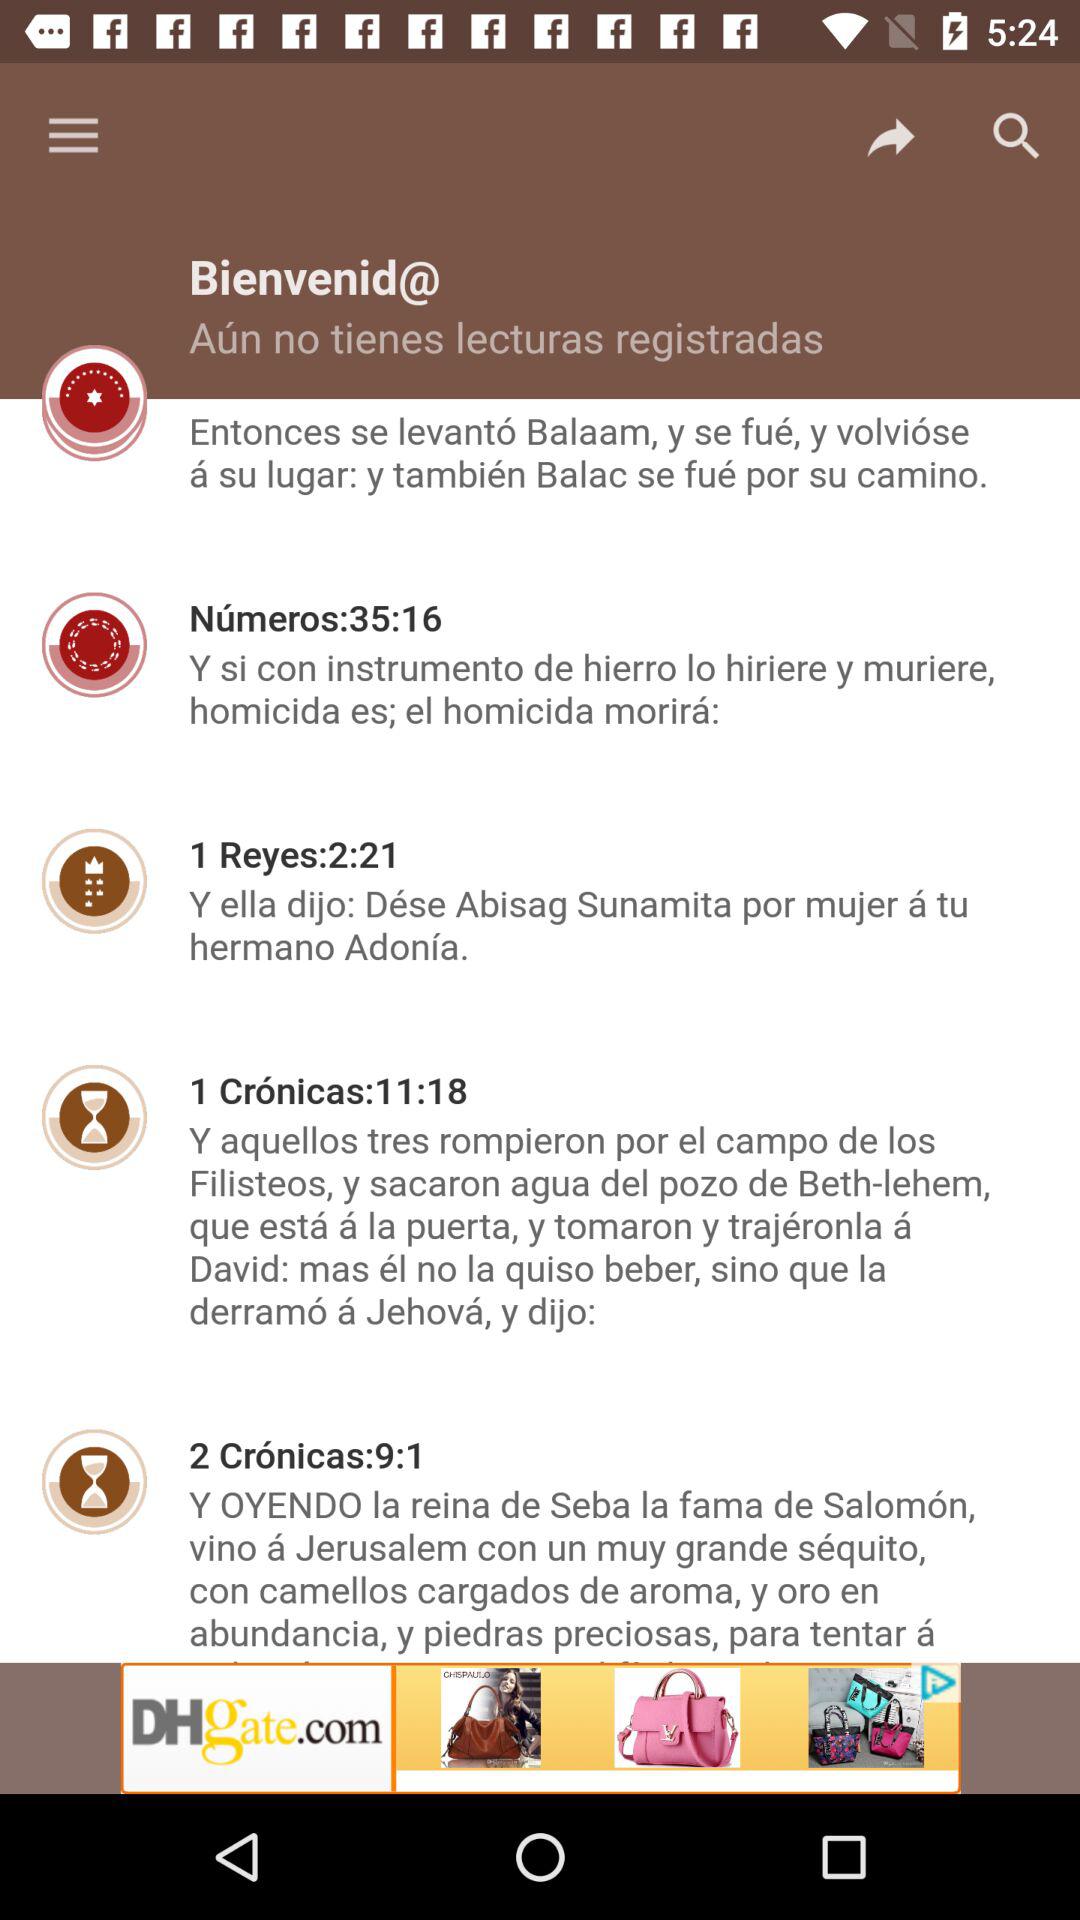 5:24
Bienvenid@
Aún no tienes lecturas registradas
Entonces se levantó Balaam, y se fué, y volvióse
á su lugar: y también Balac se fué por su camino.
Números:35:16
Y si con instrumento de hierro lo hiriere y muriere,
homicida es; el homicida morirá:
1 Reyes:2:21
Y ella dijo: Dése Abisag Sunamita por mujer á tu
hermano Adonía.
1 Crónicas:11:18
Y aquellos tres rompieron por el campo de los
Filisteos, y sacaron agua del pozo de Beth-lehem,
que está á la puerta, y tomaron y trajéronla á
David: mas él no la quiso beber, sino que la
derramó á Jehová, y dijo:
2 Crónicas:9:1
Y OYENDO la reina de Seba la fama de Salomón,
vino á Jerusalem con un muy grande séquito,
con camellos cargados de aroma, y oro en
abundancia, y piedras preciosas, para tentar á
DHgate.com
CHISPAULO